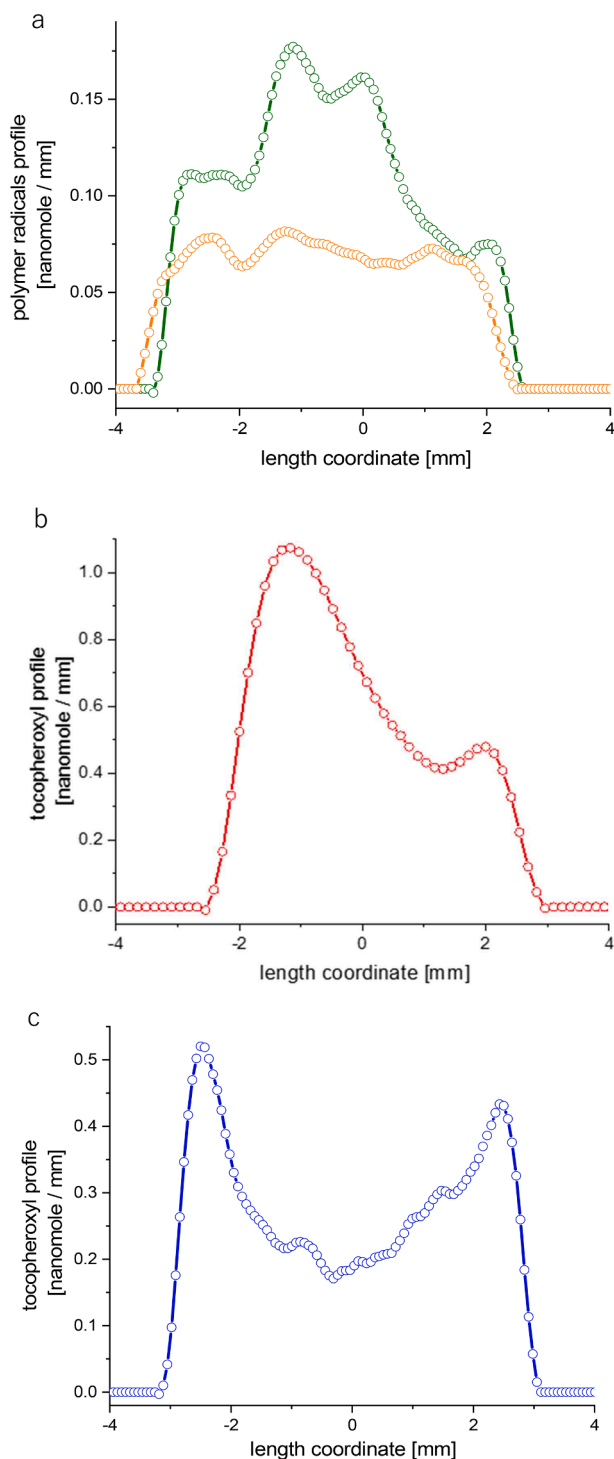 a
polymer radicals profile
[nanomole / mm]
0.15
0.10
0.05
0.00
-4
-2
0
2
4
length coordinate [mm]
b
tocopheroxyl profile
[nanomole / mm]
1.0
0.8
0.6
0.4
0.2
0.0
-4
-2
0
2
4
length coordinate [mm]
c
tocopheroxyl profile
[nanomole / mm]
0.5
0.4
0.3
0.2
0.1
0.0
-4
-2
0
2
4
length coordinate [mm]